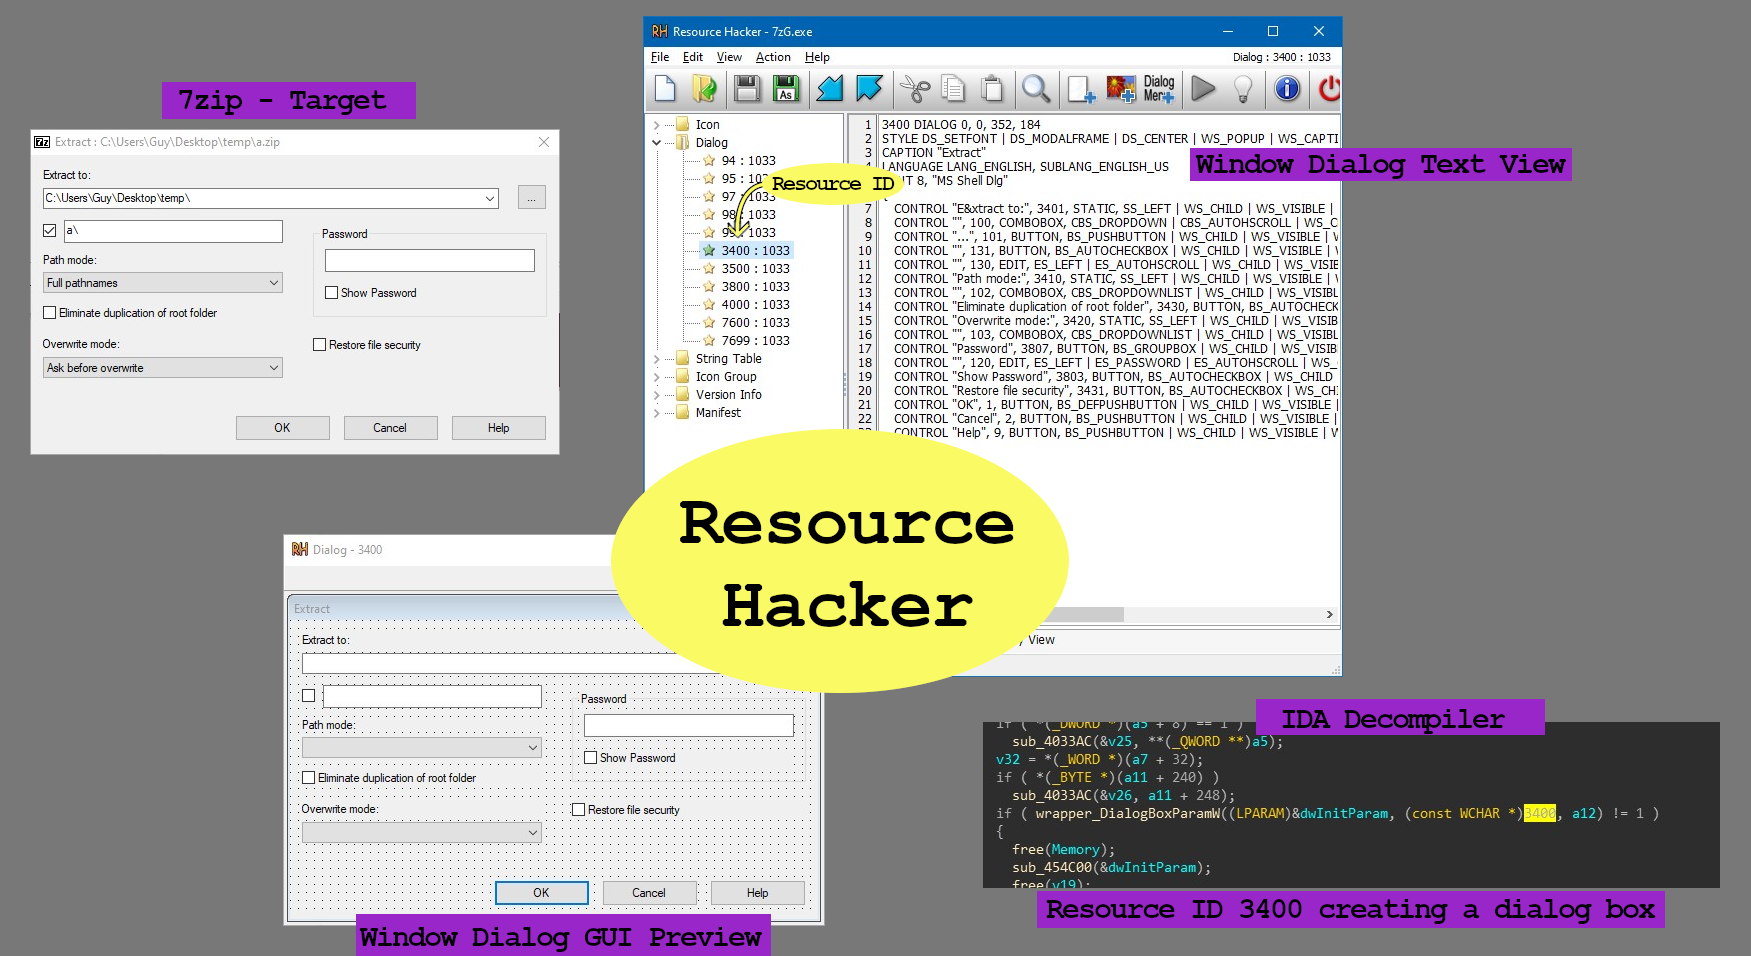 7zip - Target
Extract : C:\Users\Guy\Desktop\temp\a.zip
Extract to:
C:\Users\Guy\Desktop\temp\
...
a\
Password
Path mode:
Full pathnames
Show Password
Eliminate duplication of root folder
Overwrite mode:
Restore file security
Ask before overwrite
OK
Cancel
Help
Resource Hacker - 7zG.exe
File Edit View Action Help
Dialog : 3400 : 1033
As
Dialog
Men
Icon
Dialog
94 : 1033
95 : 103
97 : 1033
98 : 1033
99 : 1033
3400 : 1033
3500 : 1033
3800 : 1033
4000 : 1033
7600 : 1033
7699 : 1033
String Table
Icon Group
Version Info
Manifest
Resource ID
1 3400 DIALOG 0, 0, 352, 184
2 STYLE DS_SETFONT | DS_MODALFRAME | DS_CENTER | WS_POPUP | WS_CAPTI
3 CAPTION "Extract"
LANGUAGE LANG_ENGLISH, SUBLANG_ENGLISH_US
8, "MS Shell Dlg"
7 CONTROL "E&xtract to:", 3401, STATIC, SS_LEFT | WS_CHILD | WS_VISIBLE |
8 CONTROL "", 100, COMBOBOX, CBS_DROPDOWN | CBS_AUTOHSCROLL | WS_C
9 CONTROL "...", 101, BUTTON, BS_PUSHBUTTON | WS_CHILD | WS_VISIBLE | V
10 CONTROL "", 131, BUTTON, BS_AUTOCHECKBOX | WS_CHILD | WS_VISIBLE | W
11 CONTROL "", 130, EDIT, ES_LEFT | ES_AUTOHSCROLL | WS_CHILD | WS_VISIE
12 CONTROL "Path mode:", 3410, STATIC, SS_LEFT | WS_CHILD | WS_VISIBLE | W
13 CONTROL "", 102, COMBOBOX, CBS_DROPDOWNLIST | WS_CHILD | WS_VISIBL
14 CONTROL "Eliminate duplication of root folder", 3430, BUTTON, BS_AUTOCHECK
15 CONTROL "Overwrite mode:", 3420, STATIC, SS_LEFT | WS_CHILD | WS_VISIB
16 CONTROL "", 103, COMBOBOX, CBS_DROPDOWNLIST | WS_CHILD | WS_VISIBL
17 CONTROL "Password", 3807, BUTTON, BS_GROUPBOX | WS_CHILD | WS_VISIB
18 CONTROL "", 120, EDIT, ES_LEFT | ES_PASSWORD | ES_AUTOHSCROLL | WS_
19 CONTROL "Show Password", 3803, BUTTON, BS_AUTOCHECKBOX | WS_CHILD
20 CONTROL "Restore file security", 3431, BUTTON, BS_AUTOCHECKBOX | WS_CH
21 CONTROL "OK", 1, BUTTON, BS_DEFPUSHBUTTON | WS_CHILD | WS_VISIBLE |
22 CONTROL "Cancel", 2, BUTTON, BS_PUSHBUTTON | WS_CHILD | WS_VISIBLE |
CONTROL "Help", 9, BUTTON, BS_PUSHBUTTON | WS_CHILD | WS_VISIBLE | W
Window Dialog Text View
View
Resource
Hacker
RH Dialog - 3400
Extract
Extract to:
Password
Path mode:
Show Password
Eliminate duplication of root folder
Overwrite mode:
Restore file security
OK
Cancel
Help
Window Dialog GUI Preview
IDA Decompiler
if ( *(_DWORD *)(a5 + 8) == 1 )
sub_4033AC(&v25, **(_QWORD **)a5);
v32 = *(_WORD *)(a7 + 32);
if ( *(_BYTE *)(a11 + 240) )
sub_4033AC(&v26, a11 + 248);
if ( wrapper_DialogBoxParamW((LPARAM)&dwInitParam, (const WCHAR *)3400, a12) != 1 )
{
free(Memory);
sub_454C00(&dwInitParam);
free(v19);
Resource ID 3400 creating a dialog box